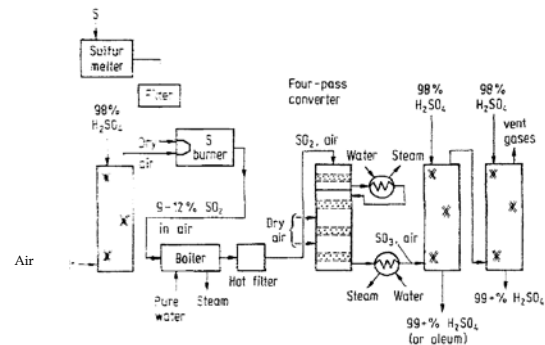 S
Sulfur
melter
Filter
98%
H₂SO₄
Dry
air
S
burner
9-12% SO₂
in air
Air
Boiler
Hot filter
Pure
water
Steam
Four-pass
converter
SO₂, air
Water
Steam
Dry
air
SO₃, air
Steam
Water
98%
H₂SO₄
98%
H₂SO₄
vent
gases
99+% H₂SO₄
(or oleum)
99+% H₂SO₄